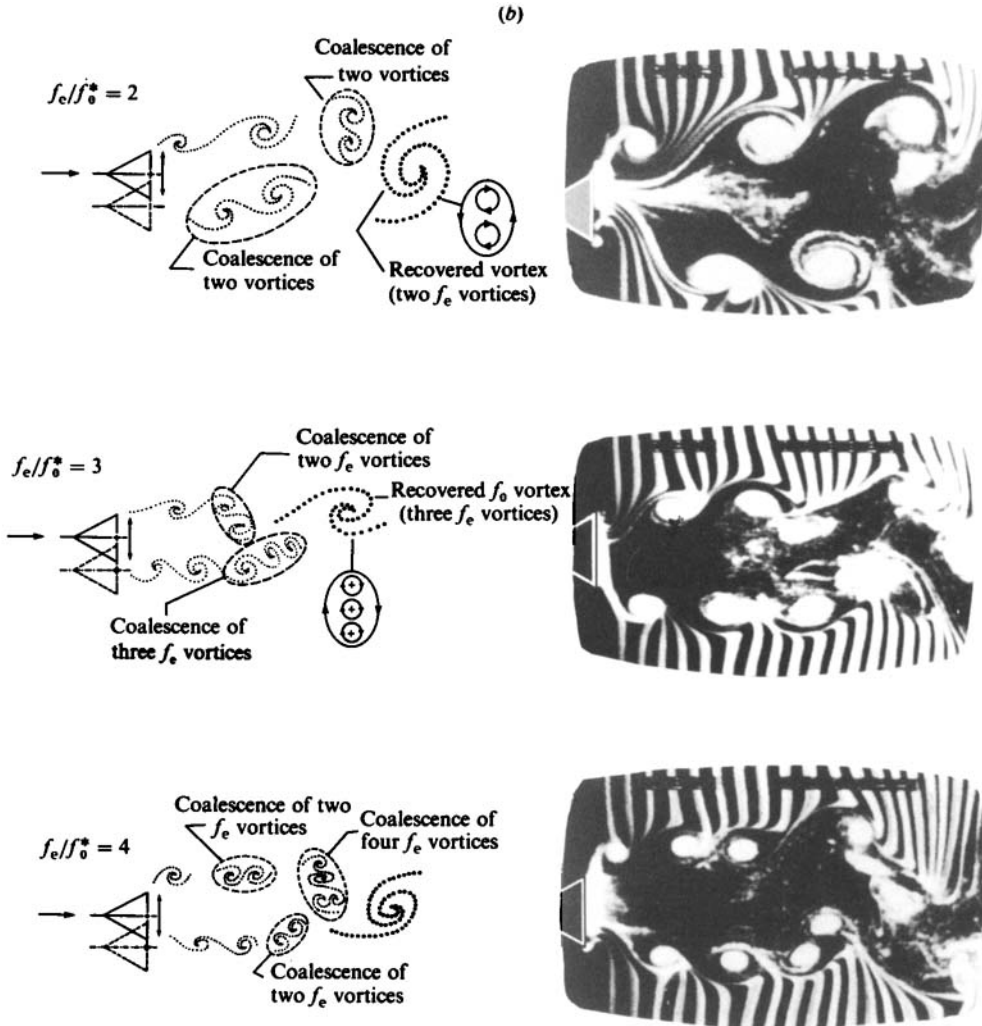 (b)
Coalescence of
two vortices
f_e/f_0^* = 2
Coalescence of
two vortices
Recovered vortex
(two f_e vortices)
Coalescence of
two f_e vortices
f_e/f_0^* = 3
Recovered f_0 vortex
(three f_e vortices)
+
+
+
Coalescence of
three f_e vortices
Coalescence of two
f_e vortices
Coalescence of
four f_e vortices
f_e/f_0^* = 4
Coalescence of
two f_e vortices